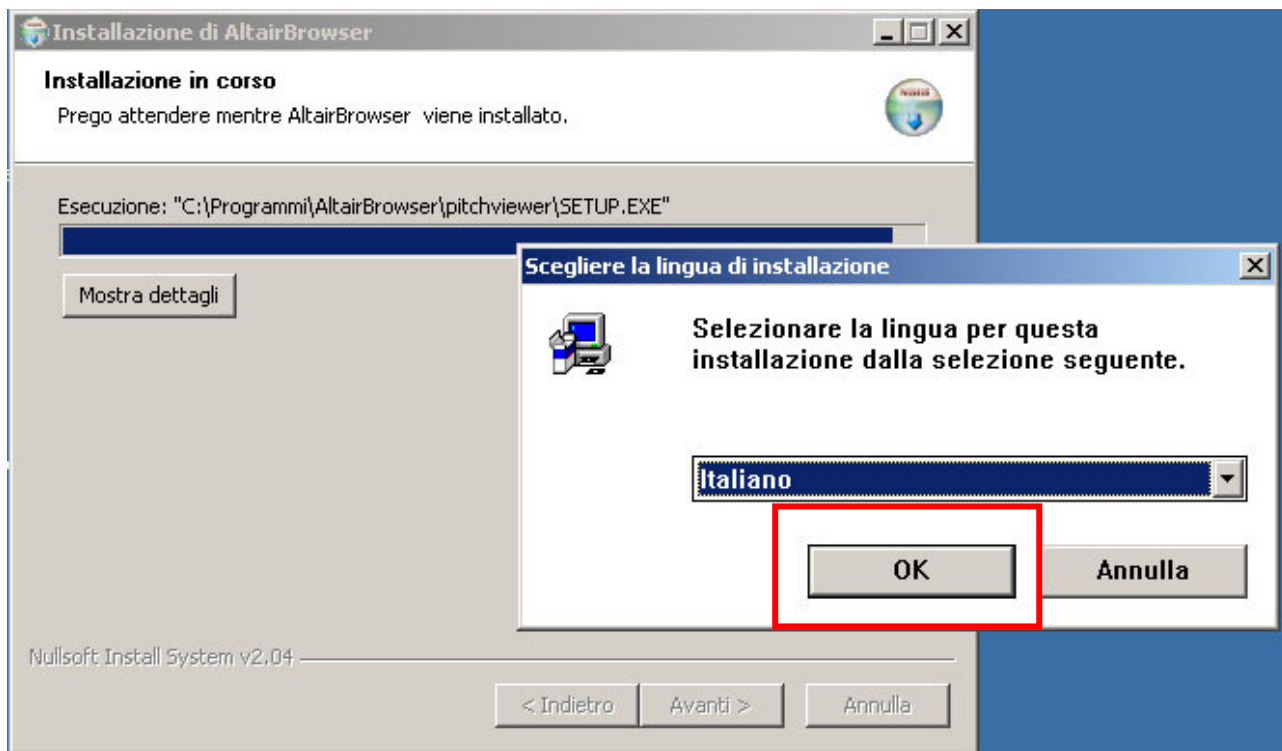 Installazione di AltairBrowser
Installazione in corso
Prego attendere mentre AltairBrowser viene installato.
Esecuzione: "C:\Programmi\AltairBrowser\pitchviewer\SETUP.EXE"
Mostra dettagli
Scegliere la lingua di installazione
Selezionare la lingua per questa
installazione dalla selezione seguente.
Italiano
OK
Annulla
Nullsoft Install System v2.04
< Indietro
Avanti >
Annulla